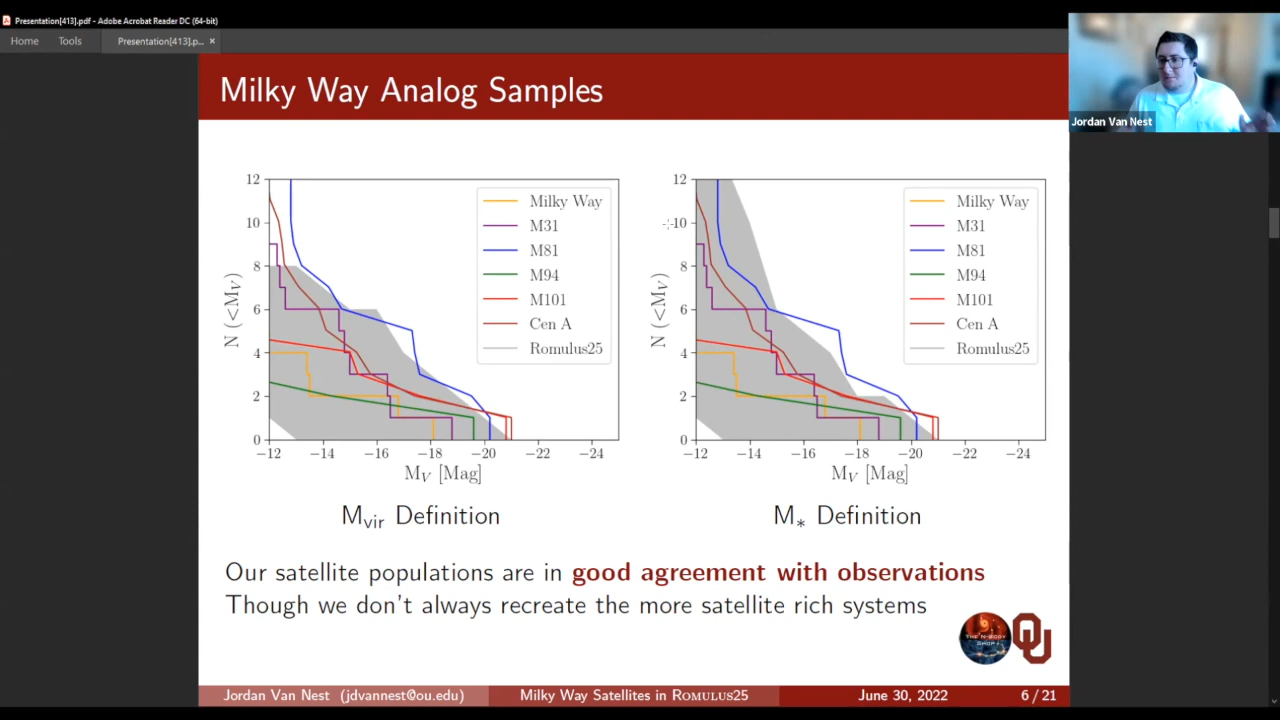 Presentation[413].pdf - Adobe Acrobat Reader DC (64-bit)
Home Tools Presentation[413].p... ×
Jordan Van Nest
Milky Way Analog Samples
N (<M_V)
12
10
8
6
4
2
0
−12 −14 −16 −18 −20 −22 −24
M_V [Mag]
Milky Way
M31
M81
M94
M101
Cen A
Romulus25
M_vir Definition
N (<M_V)
12
10
8
6
4
2
0
−12 −14 −16 −18 −20 −22 −24
M_V [Mag]
Milky Way
M31
M81
M94
M101
Cen A
Romulus25
M_* Definition
Our satellite populations are in good agreement with observations
Though we don't always recreate the more satellite rich systems
THE N-BODY
SHOP
OU
Jordan Van Nest (jdvannest@ou.edu) Milky Way Satellites in ROMULUS25 June 30, 2022 6 / 21